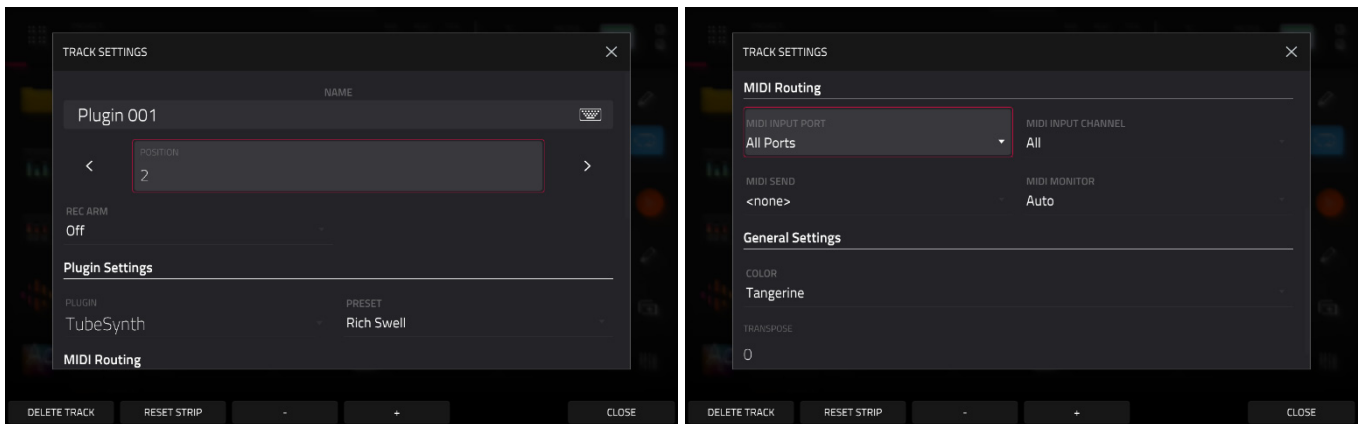 TRACK SETTINGS
NAME
Plugin 001
POSITION
2
REC ARM
Off
Plugin Settings
PLUGIN
TubeSynth
PRESET
Rich Swell
MIDI Routing
DELETE TRACK
RESET STRIP
-
+
CLOSE
TRACK SETTINGS
MIDI Routing
MIDI INPUT PORT
All Ports
MIDI INPUT CHANNEL
All
MIDI SEND
<none>
MIDI MONITOR
Auto
General Settings
COLOR
Tangerine
TRANSPOSE
0
DELETE TRACK
RESET STRIP
-
+
CLOSE